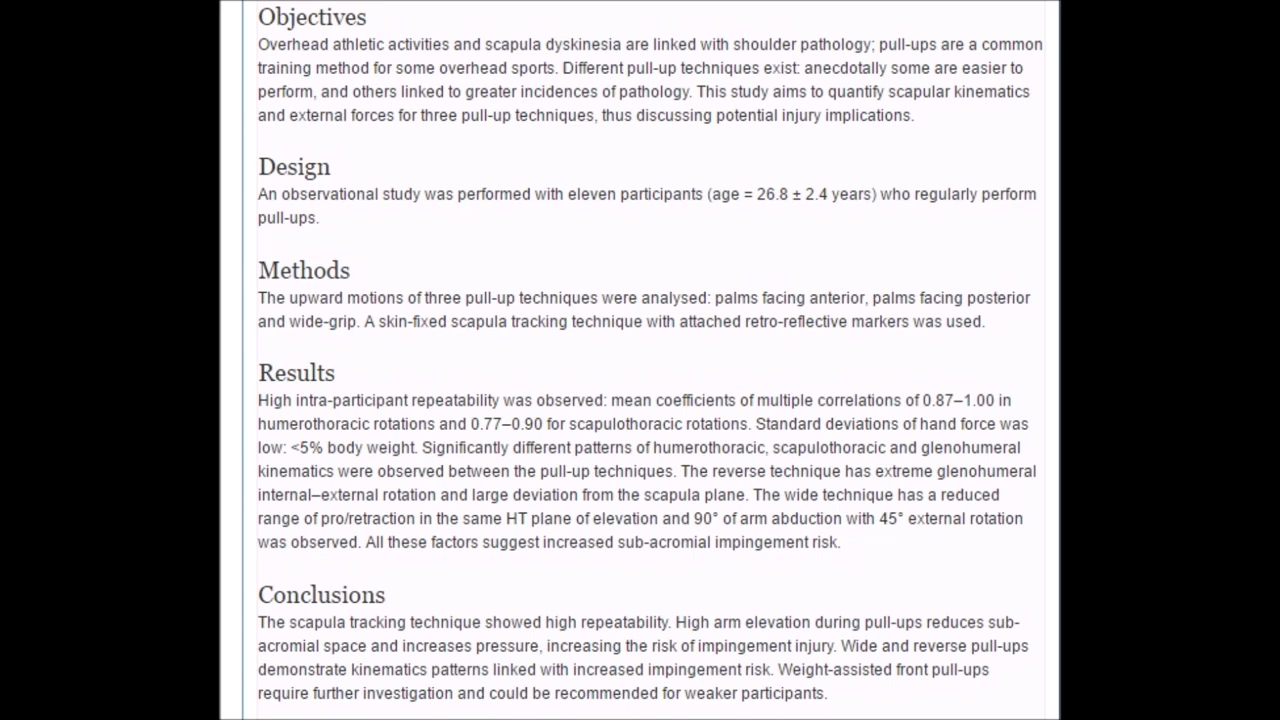 Objectives
Overhead athletic activities and scapula dyskinesia are linked with shoulder pathology; pull-ups are a common
training method for some overhead sports. Different pull-up techniques exist: anecdotally some are easier to
perform, and others linked to greater incidences of pathology. This study aims to quantify scapular kinematics
and external forces for three pull-up techniques, thus discussing potential injury implications.
Design
An observational study was performed with eleven participants (age = 26.8 ± 2.4 years) who regularly perform
pull-ups.
Methods
The upward motions of three pull-up techniques were analysed: palms facing anterior, palms facing posterior
and wide-grip. A skin-fixed scapula tracking technique with attached retro-reflective markers was used.
Results
High intra-participant repeatability was observed: mean coefficients of multiple correlations of 0.87–1.00 in
humerothoracic rotations and 0.77–0.90 for scapulothoracic rotations. Standard deviations of hand force was
low: <5% body weight. Significantly different patterns of humerothoracic, scapulothoracic and glenohumeral
kinematics were observed between the pull-up techniques. The reverse technique has extreme glenohumeral
internal–external rotation and large deviation from the scapula plane. The wide technique has a reduced
range of pro/retraction in the same HT plane of elevation and 90° of arm abduction with 45° external rotation
was observed. All these factors suggest increased sub-acromial impingement risk.
Conclusions
The scapula tracking technique showed high repeatability. High arm elevation during pull-ups reduces sub-
acromial space and increases pressure, increasing the risk of impingement injury. Wide and reverse pull-ups
demonstrate kinematics patterns linked with increased impingement risk. Weight-assisted front pull-ups
require further investigation and could be recommended for weaker participants.